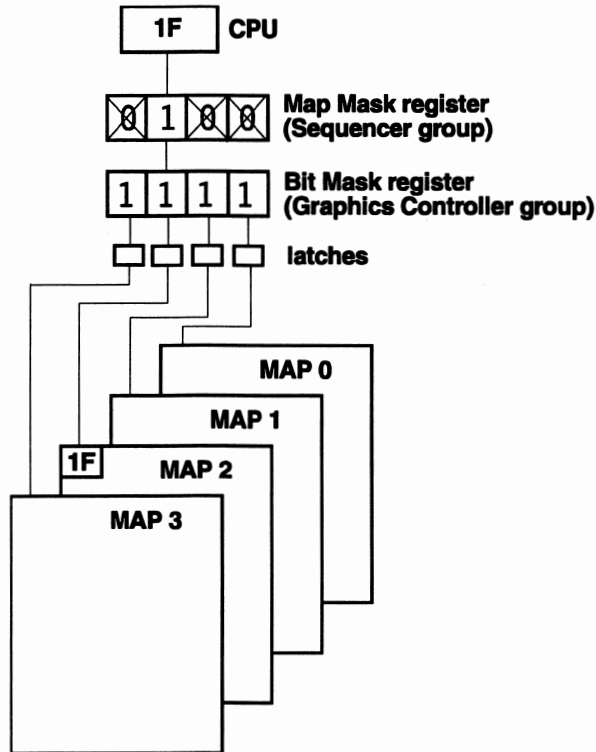 1F CPU
0 1 0 0 Map Mask register
(Sequencer group)
1 1 1 1 Bit Mask register
(Graphics Controller group)
latches
MAP 0
MAP 1
1F MAP 2
MAP 3